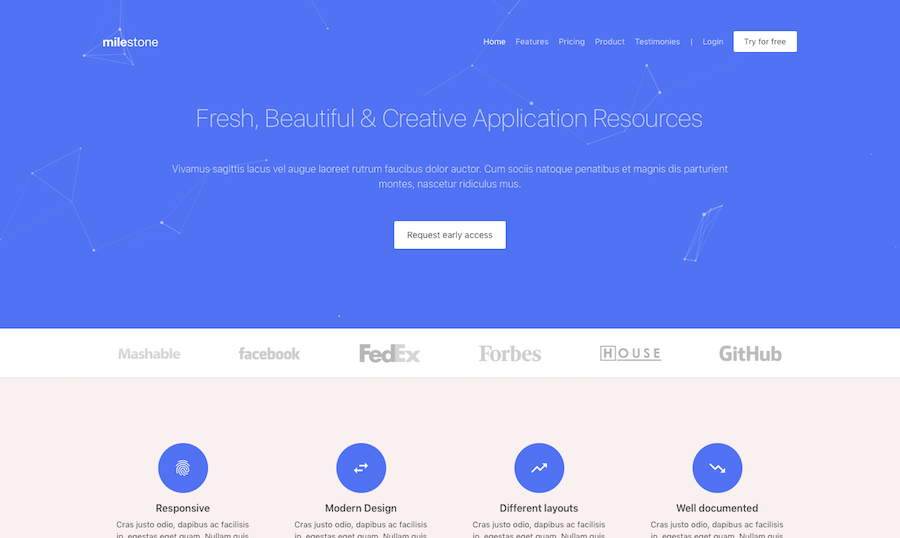 milestone
Home Features Pricing Product Testimonies | Login Try for free
Fresh, Beautiful & Creative Application Resources
Vivamus sagittis lacus vel augue laoreet rutrum faucibus dolor auctor. Cum sociis natoque penatibus et magnis dis parturient
montes, nascetur ridiculus mus.
Request early access
Mashable facebook FedEx Forbes HOUSE GitHub
Responsive Modern Design Different layouts Well documented
Cras justo odio, dapibus ac facilisis Cras justo odio, dapibus ac facilisis Cras justo odio, dapibus ac facilisis Cras justo odio, dapibus ac facilisis
in, egestas eget quam. Nullam quis in, egestas eget quam. Nullam quis in, egestas eget quam. Nullam quis in, egestas eget quam. Nullam quis